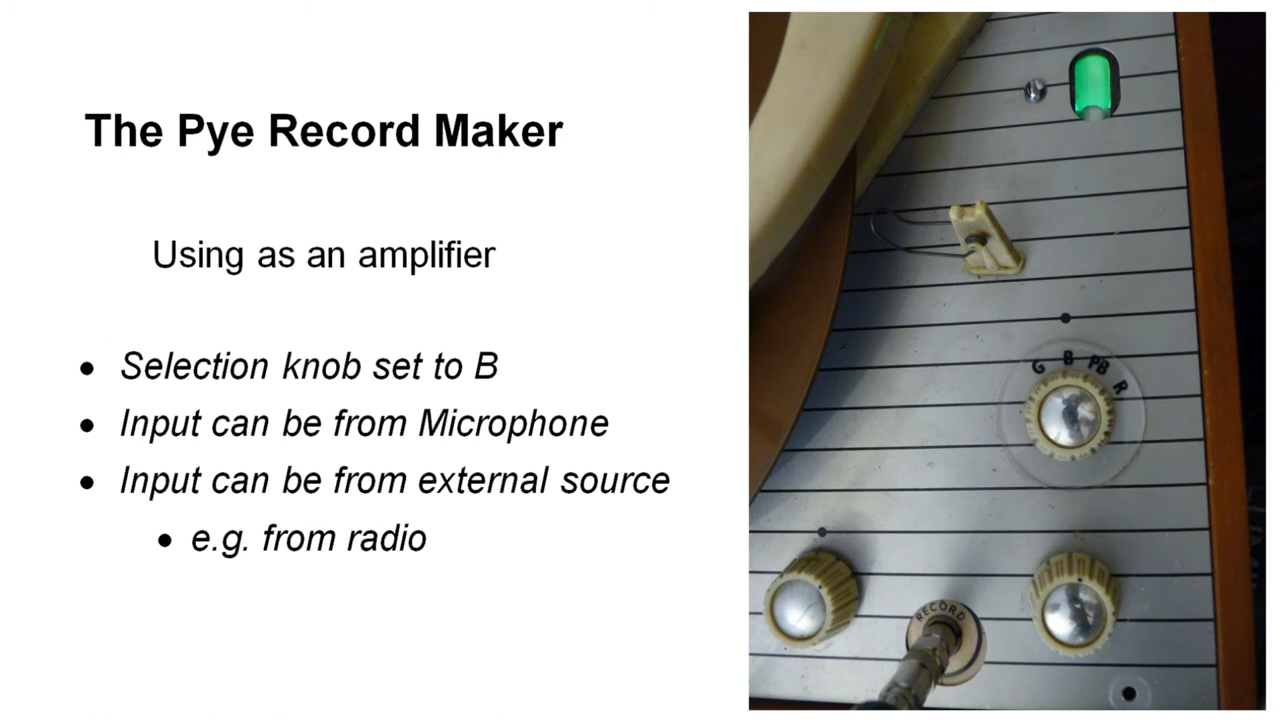 The Pye Record Maker
Using as an amplifier
• Selection knob set to B
• Input can be from Microphone
• Input can be from external source
• e.g. from radio
G B PB R
RECORD